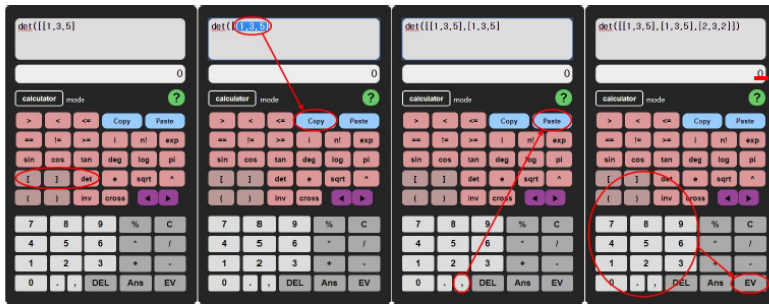 det([[1,3,5]
0
calculator mode ?
> < <= Copy Paste
== != >= i n! exp
sin cos tan deg log pi
[ ] det e sqrt ^
( ) inv cross ◀ ▶
7 8 9 % C
4 5 6 * /
1 2 3 + -
0 . , DEL Ans EV
det([[1,3,5]
0
calculator mode ?
> < <= Copy Paste
== != >= i n! exp
sin cos tan deg log pi
[ ] det e sqrt ^
( ) inv cross ◀ ▶
7 8 9 % C
4 5 6 * /
1 2 3 + -
0 . , DEL Ans EV
det([[1,3,5],[1,3,5]
0
calculator mode ?
> < <= Copy Paste
== != >= i n! exp
sin cos tan deg log pi
[ ] det e sqrt ^
( ) inv cross ◀ ▶
7 8 9 % C
4 5 6 * /
1 2 3 + -
0 . , DEL Ans EV
det([[1,3,5],[1,3,5],[2,3,2]])
0
calculator mode ?
> < <= Copy Paste
== != >= i n! exp
sin cos tan deg log pi
[ ] det e sqrt ^
( ) inv cross ◀ ▶
7 8 9 % C
4 5 6 * /
1 2 3 + -
0 . , DEL Ans EV